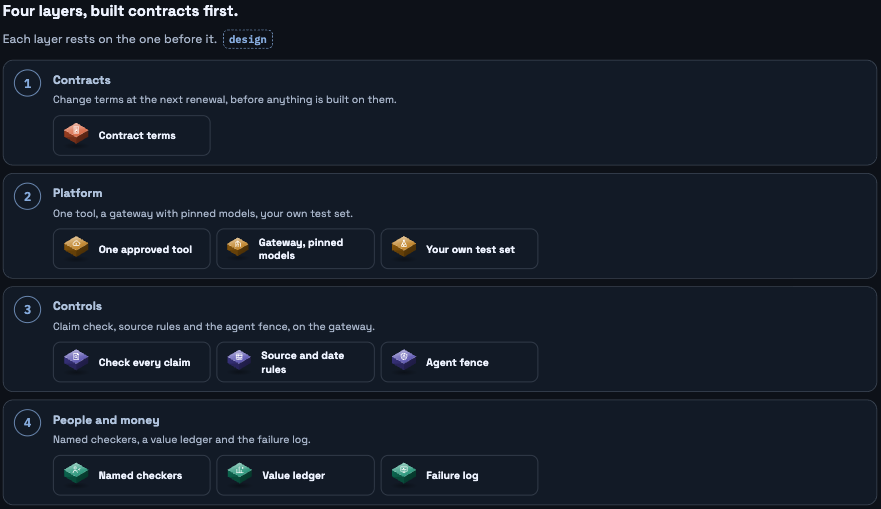 Four layers, built contracts first.
Each layer rests on the one before it. design
1
Contracts
Change terms at the next renewal, before anything is built on them.
Contract terms
2
Platform
One tool, a gateway with pinned models, your own test set.
One approved tool
Gateway, pinned
models
Your own test set
3
Controls
Claim check, source rules and the agent fence, on the gateway.
Check every claim
Source and date
rules
Agent fence
4
People and money
Named checkers, a value ledger and the failure log.
Named checkers
Value ledger
Failure log